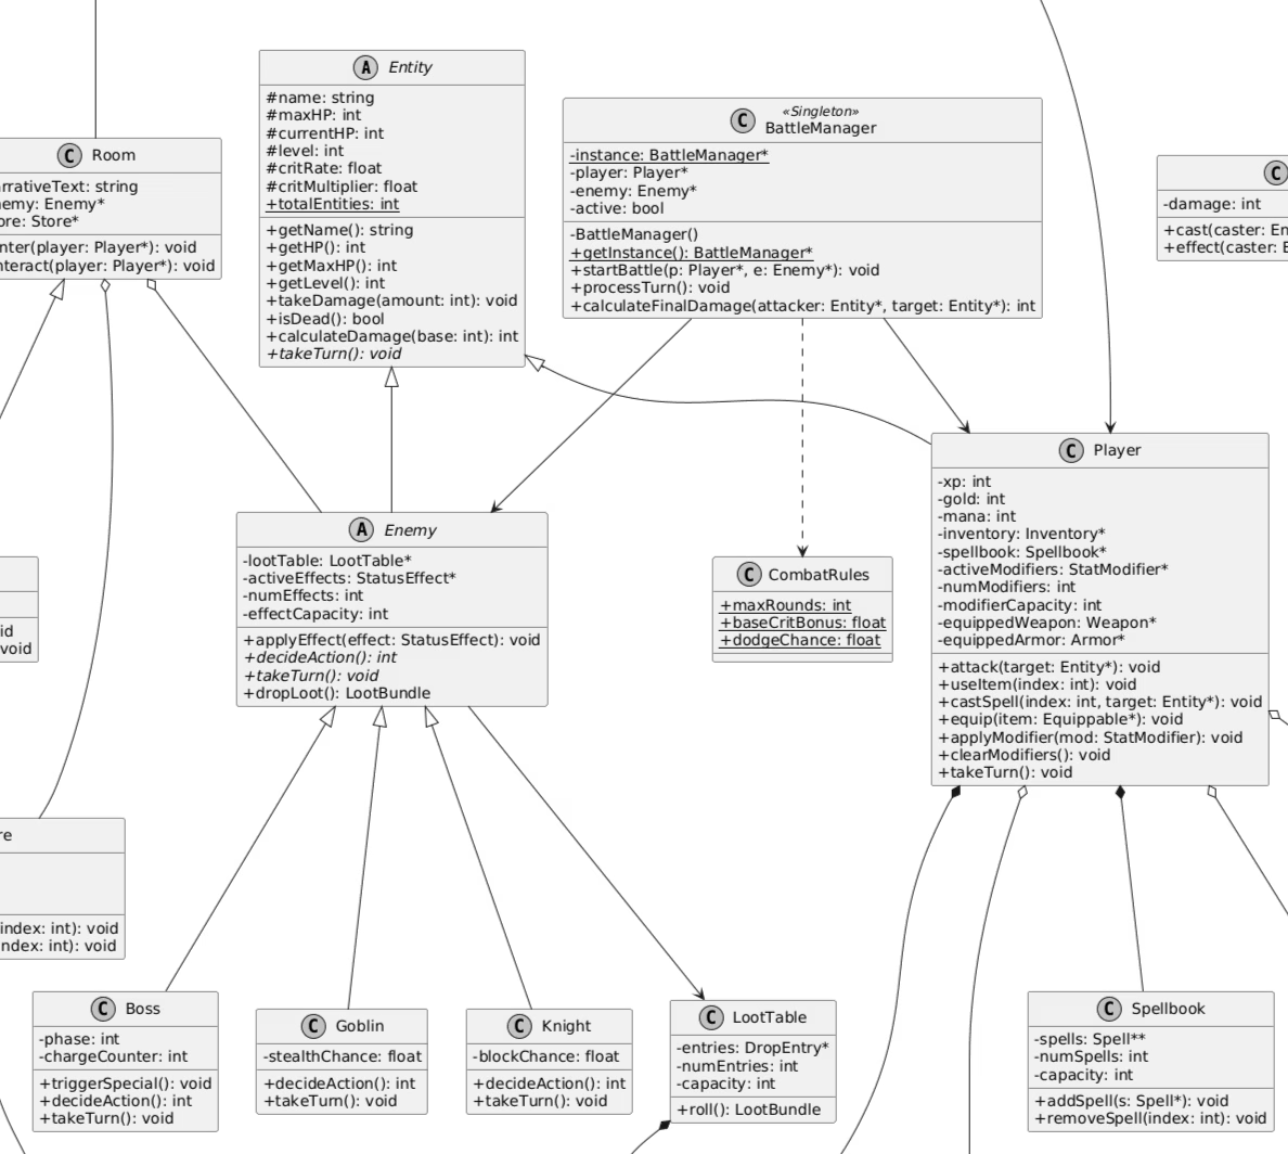 A Entity
#name: string
#maxHP: int
#currentHP: int
#level: int
#critRate: float
#critMultiplier: float
+totalEntities: int
+getName(): string
+getHP(): int
+getMaxHP(): int
+getLevel(): int
+takeDamage(amount: int): void
+isDead(): bool
+calculateDamage(base: int): int
+takeTurn(): void
«Singleton»
C BattleManager
-instance: BattleManager*
-player: Player*
-enemy: Enemy*
-active: bool
-BattleManager()
+getInstance(): BattleManager*
+startBattle(p: Player*, e: Enemy*): void
+processTurn(): void
+calculateFinalDamage(attacker: Entity*, target: Entity*): int
C Room
rrativeText: string
emy: Enemy*
ore: Store*
nter(player: Player*): void
nteract(player: Player*): void
C
-damage: int
+cast(caster: En
+effect(caster: E
C Player
-xp: int
-gold: int
-mana: int
-inventory: Inventory*
-spellbook: Spellbook*
-activeModifiers: StatModifier*
-numModifiers: int
-modifierCapacity: int
-equippedWeapon: Weapon*
-equippedArmor: Armor*
+attack(target: Entity*): void
+useItem(index: int): void
+castSpell(index: int, target: Entity*): void
+equip(item: Equippable*): void
+applyModifier(mod: StatModifier): void
+clearModifiers(): void
+takeTurn(): void
A Enemy
-lootTable: LootTable*
-activeEffects: StatusEffect*
-numEffects: int
-effectCapacity: int
+applyEffect(effect: StatusEffect): void
+decideAction(): int
+takeTurn(): void
+dropLoot(): LootBundle
C CombatRules
+maxRounds: int
+baseCritBonus: float
+dodgeChance: float
id
void
re
index: int): void
ndex: int): void
C Boss
-phase: int
-chargeCounter: int
+triggerSpecial(): void
+decideAction(): int
+takeTurn(): void
C Goblin
-stealthChance: float
+decideAction(): int
+takeTurn(): void
C Knight
-blockChance: float
+decideAction(): int
+takeTurn(): void
C LootTable
-entries: DropEntry*
-numEntries: int
-capacity: int
+roll(): LootBundle
C Spellbook
-spells: Spell**
-numSpells: int
-capacity: int
+addSpell(s: Spell*): void
+removeSpell(index: int): void